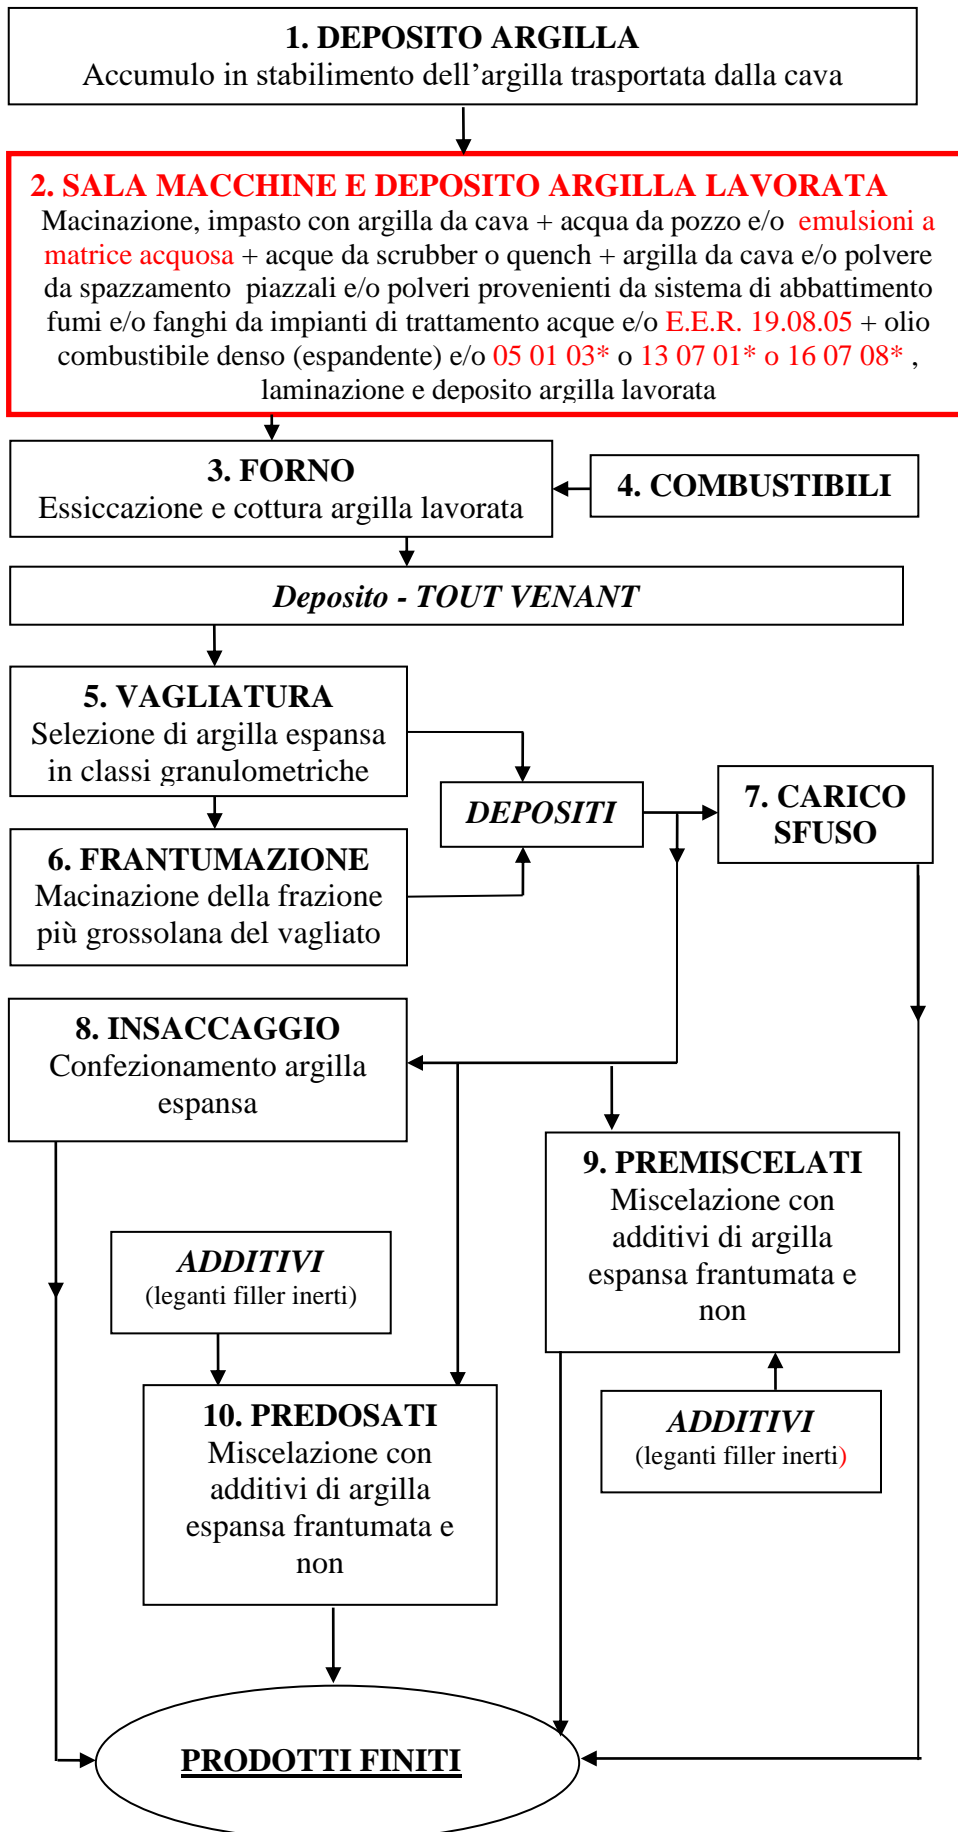 1. DEPOSITO ARGILLA
Accumulo in stabilimento dell’argilla trasportata dalla cava
2. SALA MACCHINE E DEPOSITO ARGILLA LAVORATA
Macinazione, impasto con argilla da cava + acqua da pozzo e/o emulsioni a
matrice acquosa + acque da scrubber o quench + argilla da cava e/o polvere
da spazzamento piazzali e/o polveri provenienti da sistema di abbattimento
fumi e/o fanghi da impianti di trattamento acque e/o E.E.R. 19.08.05 + olio
combustibile denso (espandente) e/o 05 01 03* o 13 07 01* o 16 07 08* ,
laminazione e deposito argilla lavorata
3. FORNO
Essiccazione e cottura argilla lavorata
4. COMBUSTIBILI
Deposito - TOUT VENANT
5. VAGLIATURA
Selezione di argilla espansa
in classi granulometriche
DEPOSITI
7. CARICO
SFUSO
6. FRANTUMAZIONE
Macinazione della frazione
più grossolana del vagliato
8. INSACCAGGIO
Confezionamento argilla
espansa
9. PREMISCELATI
Miscelazione con
additivi di argilla
espansa frantumata e
non
ADDITIVI
(leganti filler inerti)
10. PREDOSATI
Miscelazione con
additivi di argilla
espansa frantumata e
non
ADDITIVI
(leganti filler inerti)
PRODOTTI FINITI